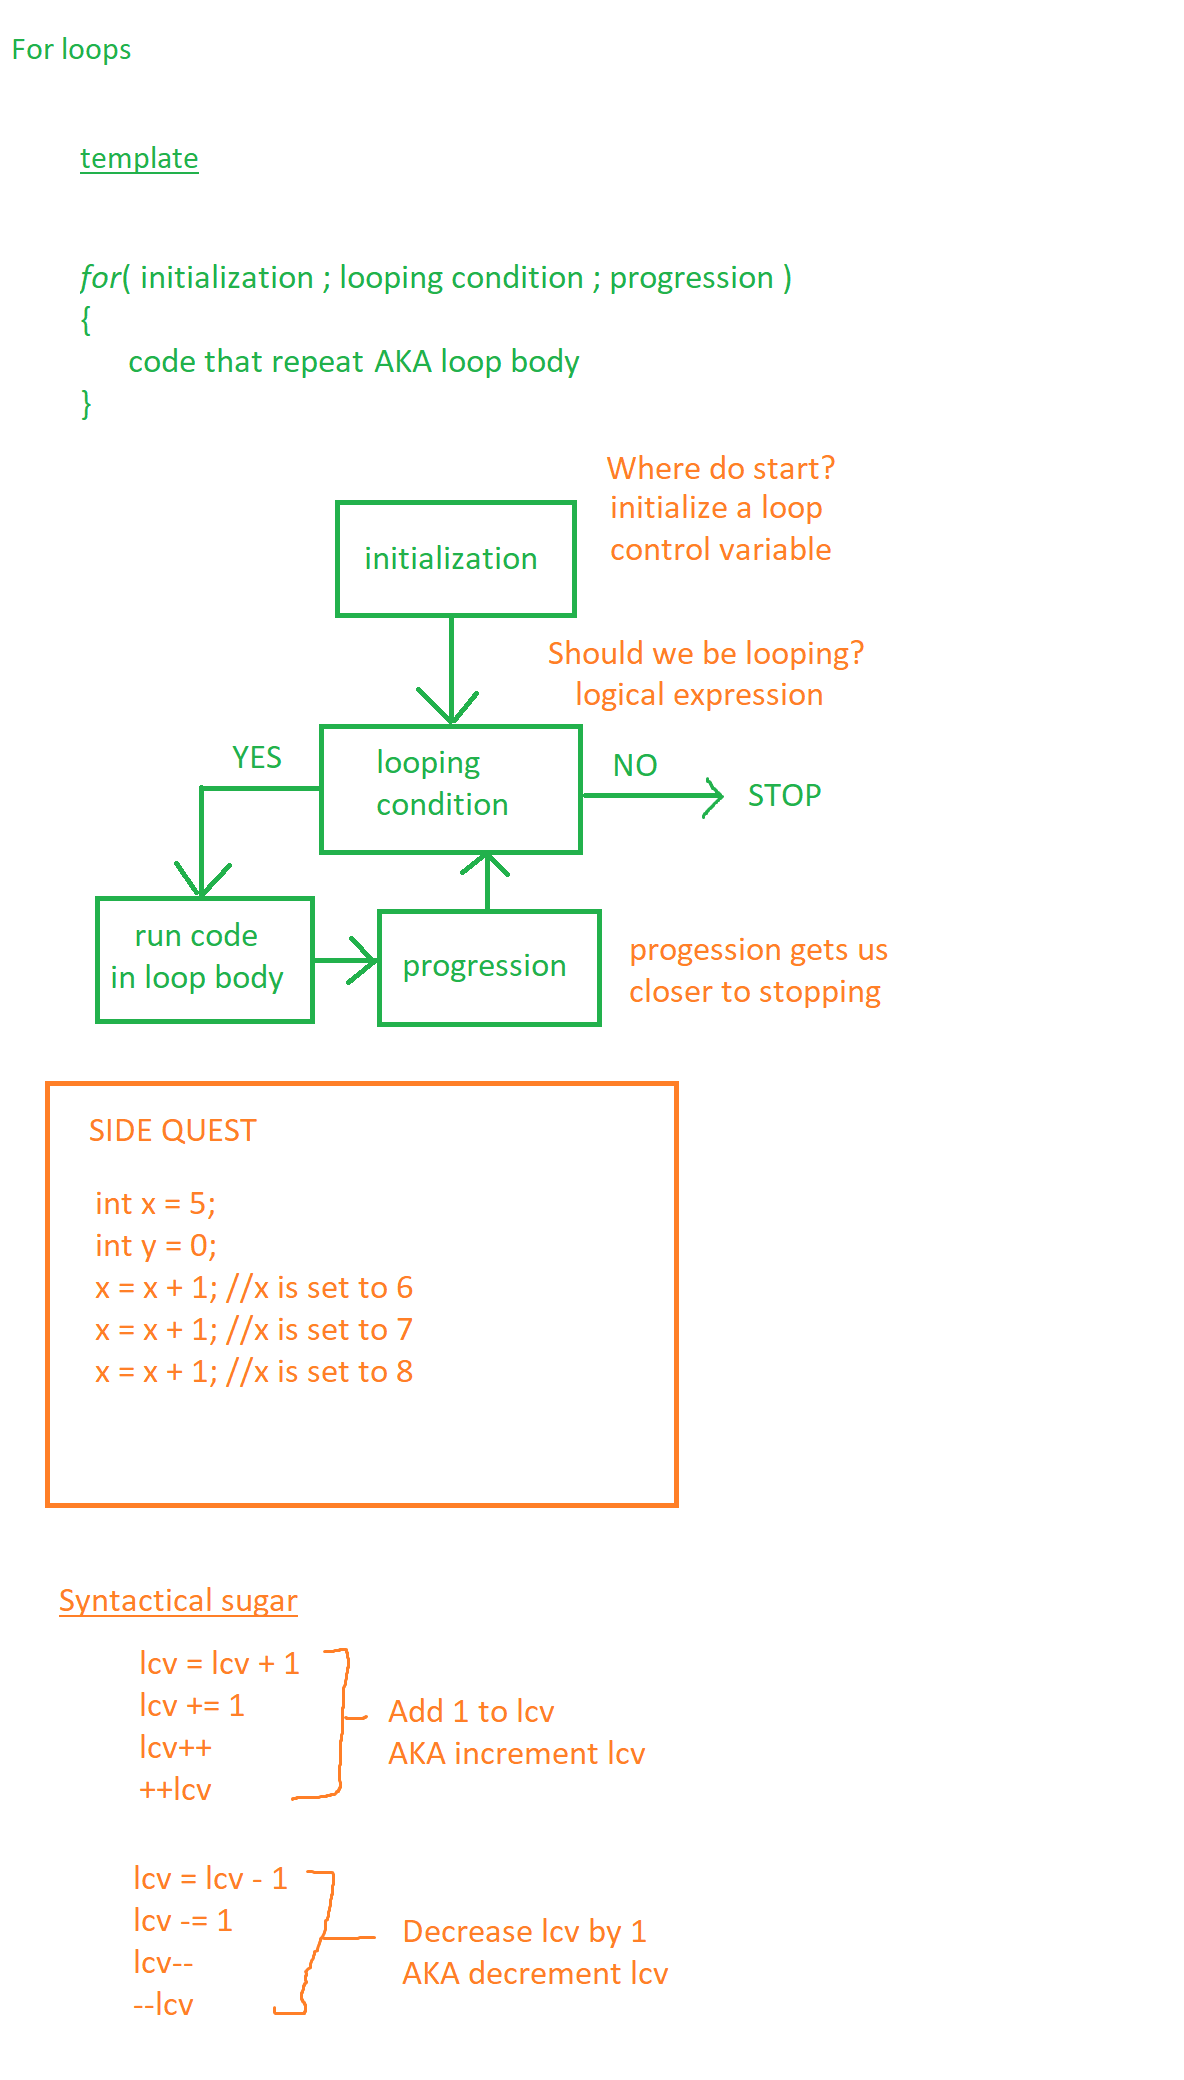 For loops
template
for( initialization ; looping condition ; progression )
{
code that repeat AKA loop body
}
Where do start?
initialize a loop
control variable
initialization
Should we be looping?
logical expression
YES
looping
condition
NO
STOP
run code
in loop body
progression
progession gets us
closer to stopping
SIDE QUEST
int x = 5;
int y = 0;
x = x + 1; //x is set to 6
x = x + 1; //x is set to 7
x = x + 1; //x is set to 8
Syntactical sugar
lcv = lcv + 1
lcv += 1
lcv++
++lcv
Add 1 to lcv
AKA increment lcv
lcv = lcv - 1
lcv -= 1
lcv--
--lcv
Decrease lcv by 1
AKA decrement lcv